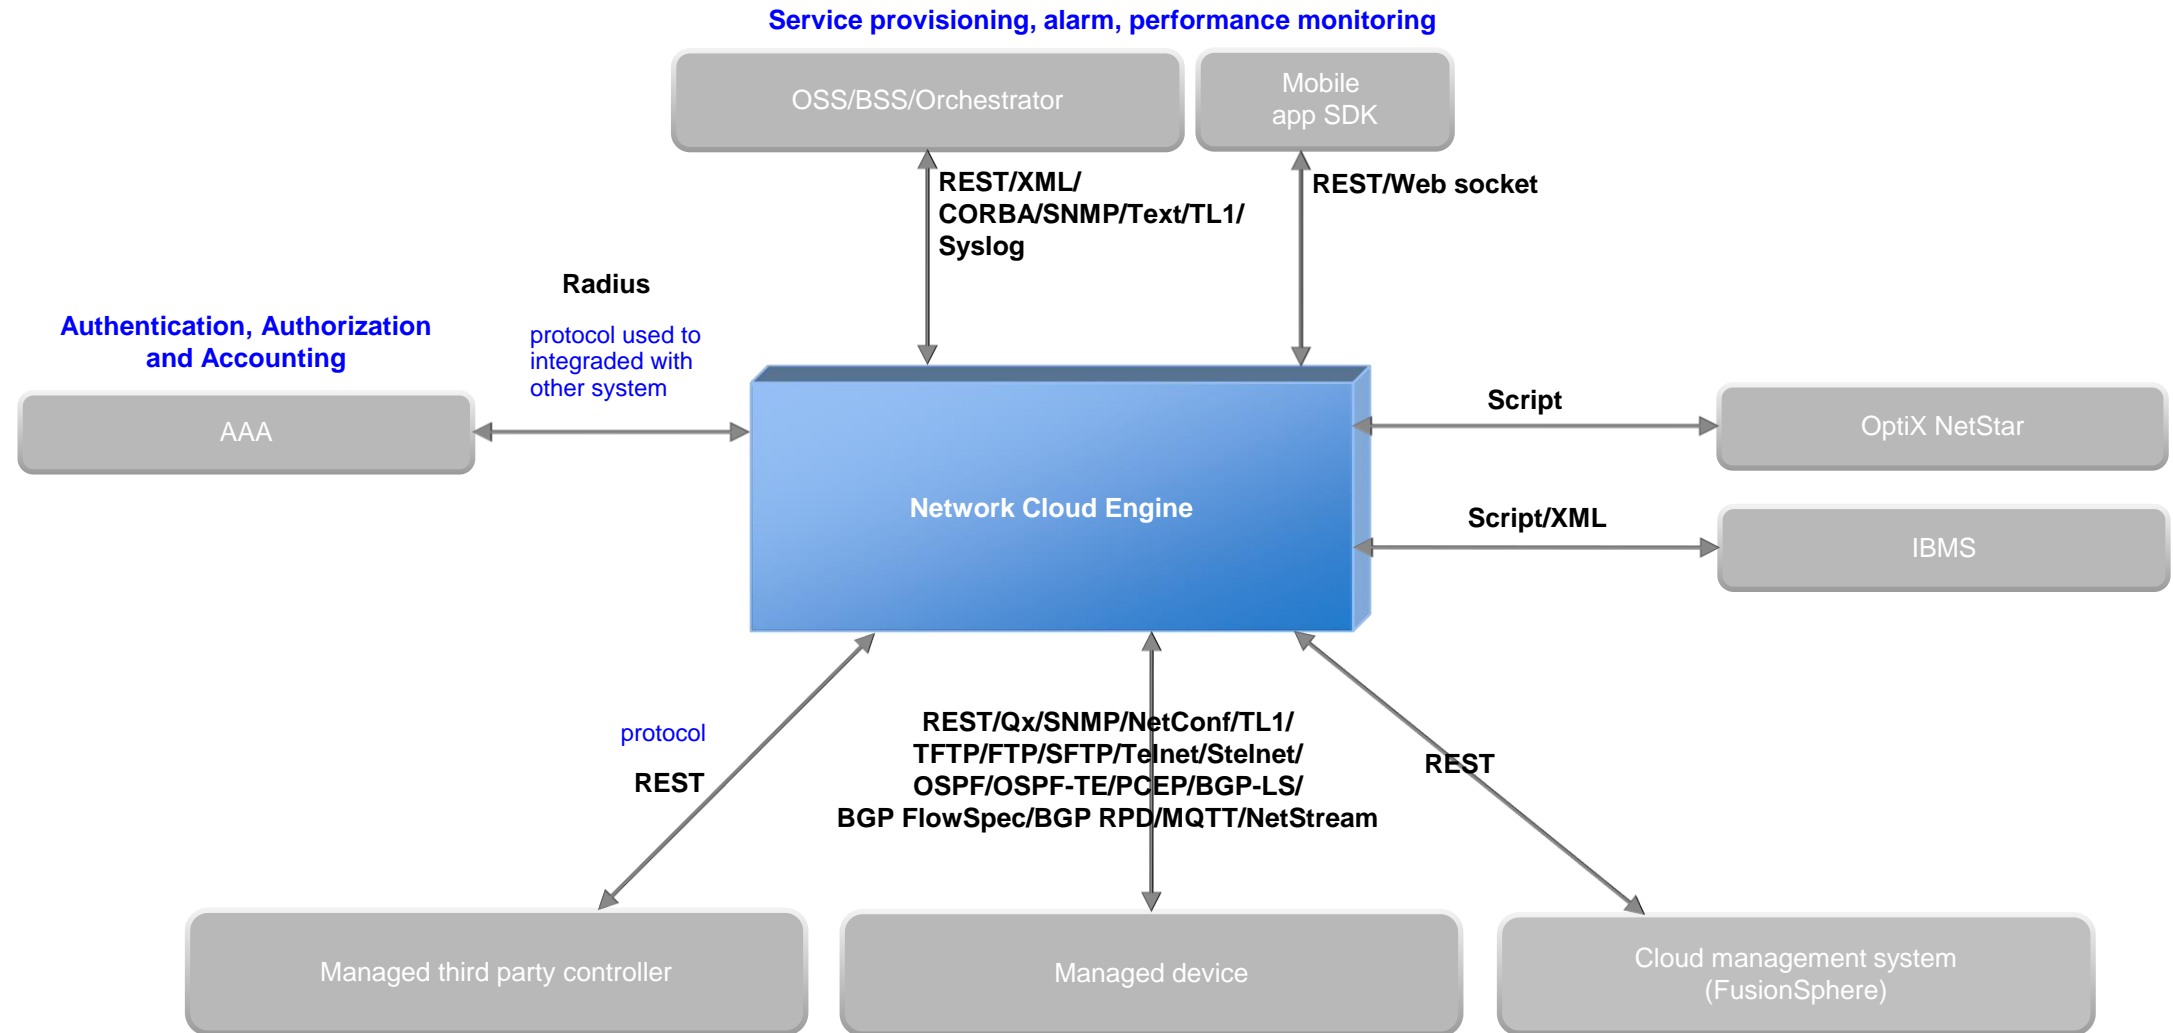 Service provisioning, alarm, performance monitoring
OSS/BSS/Orchestrator
Mobile
app SDK
REST/XML/
CORBA/SNMP/Text/TL1/
Syslog
REST/Web socket
Radius
protocol used to
integraded with
other system
Authentication, Authorization
and Accounting
AAA
Network Cloud Engine
Script
OptiX NetStar
Script/XML
IBMS
protocol
REST
REST/Qx/SNMP/NetConf/TL1/
TFTP/FTP/SFTP/Telnet/Stelnet/
OSPF/OSPF-TE/PCEP/BGP-LS/
BGP FlowSpec/BGP RPD/MQTT/NetStream
REST
Managed third party controller
Managed device
Cloud management system
(FusionSphere)